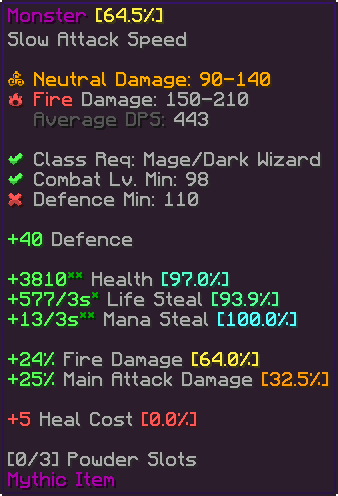 Monster [64.5%]
Slow Attack Speed
Neutral Damage: 90-140
Fire Damage: 150-210
Average DPS: 443
✔ Class Req: Mage/Dark Wizard
✔ Combat Lv. Min: 98
✖ Defence Min: 110
+40 Defence
+3810** Health [97.0%]
+577/3s* Life Steal [93.9%]
+13/3s** Mana Steal [100.0%]
+24% Fire Damage [64.0%]
+25% Main Attack Damage [32.5%]
+5 Heal Cost [0.0%]
[0/3] Powder Slots
Mythic Item